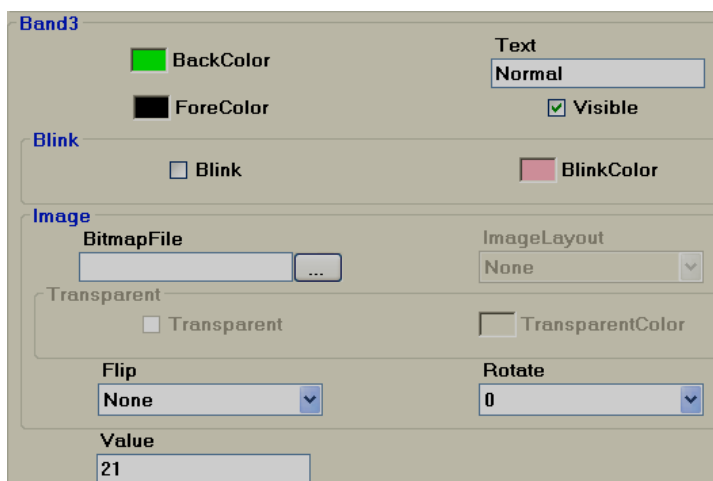 Band3
BackColor
Text
Normal
ForeColor
Visible
Blink
Blink
BlinkColor
Image
BitmapFile
ImageLayout
...
None
Transparent
Transparent
TransparentColor
Flip
Rotate
None
0
Value
21